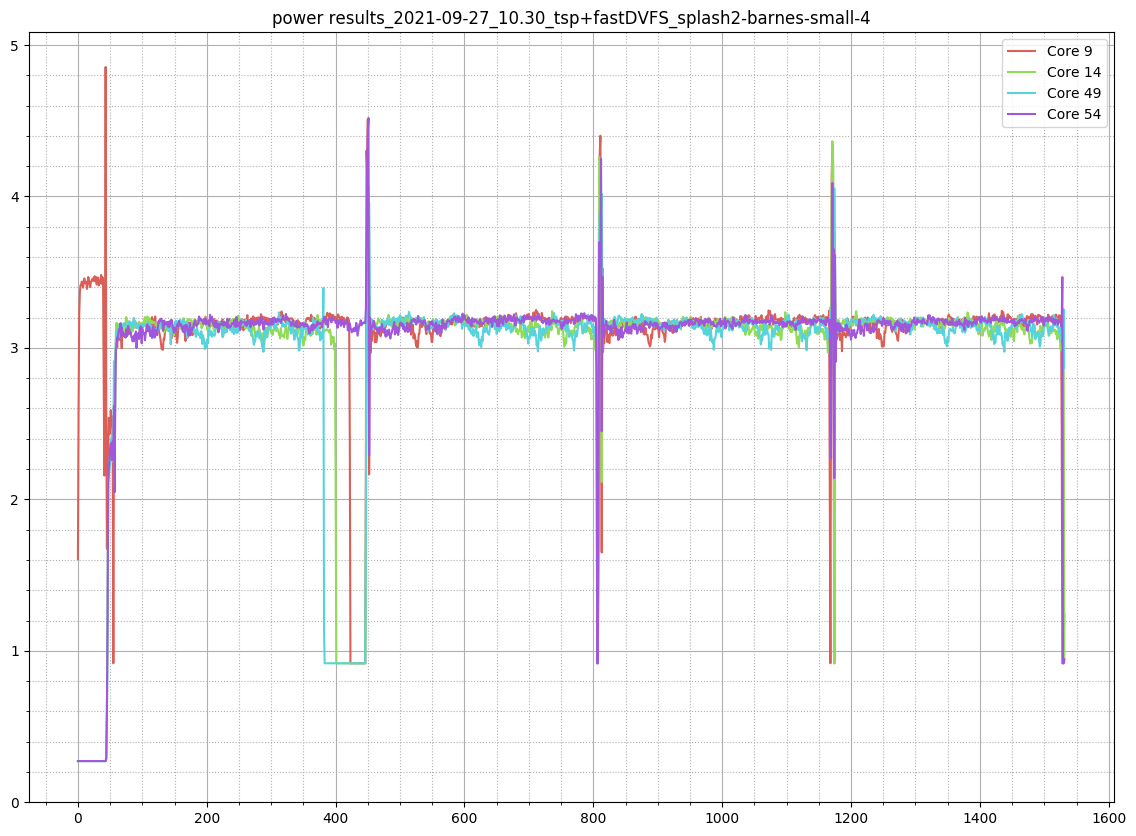 power results_2021-09-27_10.30_tsp+fastDVFS_splash2-barnes-small-4
Core 9
Core 14
Core 49
Core 54
5
4
3
2
1
0
0 200 400 600 800 1000 1200 1400 1600